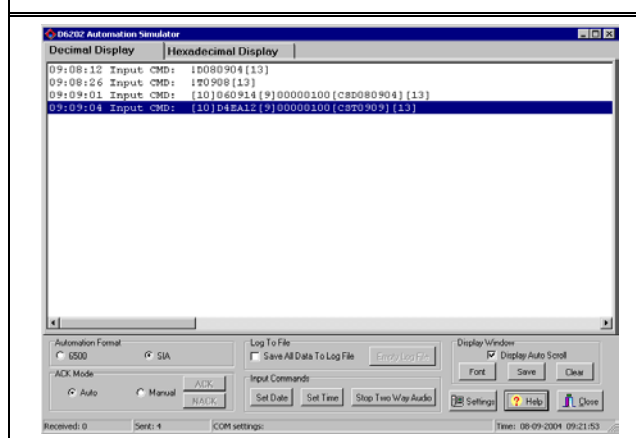 D6202 Automation Simulator
Decimal Display Hexadecimal Display
09:08:12 Input CMD: !D080904[13]
09:08:26 Input CMD: !T0908[13]
09:09:01 Input CMD: [10]060914[9]00000100[CSD080904][13]
09:09:04 Input CMD: [10]D4EA12[9]00000100[CST0909][13]
Automation Format Log To File Display Window
6500 SIA Save All Data To Log File Empty Log File Display Auto Scroll
Font Save Clear
ACK Mode Input Commands
Auto Manual ACK NACK Set Date Set Time Stop Two Way Audio Settings Help Close
Received: 0 Sent: 4 COM settings: Time: 08-09-2004 09:21:53